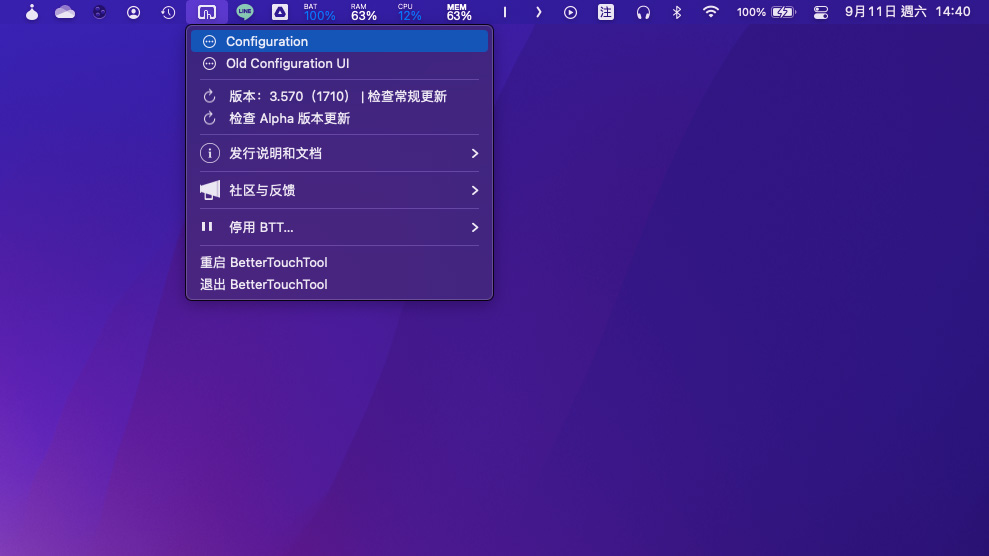 LINE
BAT
100%
RAM
63%
CPU
12%
MEM
63%
注
100%
9月11日 週六 14:40
Configuration
Old Configuration UI
版本：3.570（1710） | 检查常规更新
检查 Alpha 版本更新
发行说明和文档
社区与反馈
停用 BTT...
重启 BetterTouchTool
退出 BetterTouchTool